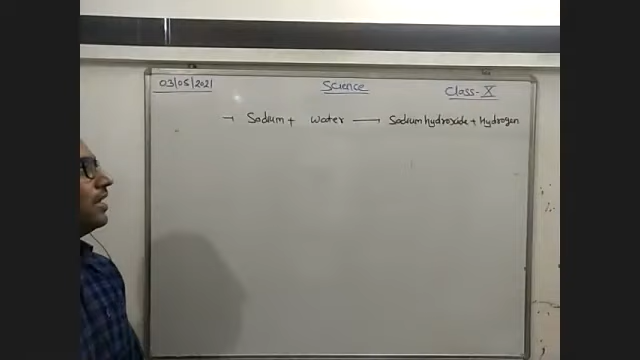 03/05/2021 Science Class-X
→ Sodium + water → Sodium hydroxide + Hydrogen